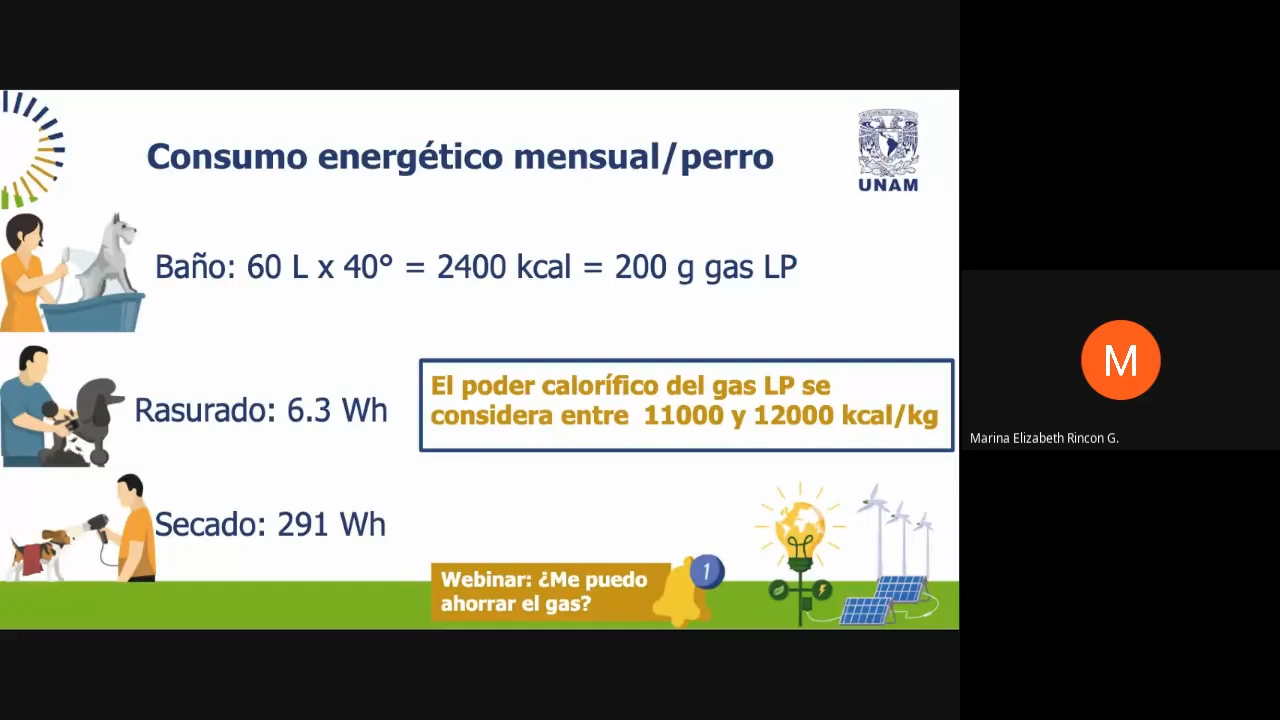 Consumo energético mensual/perro
UNAM
Baño: 60 L x 40° = 2400 kcal = 200 g gas LP
Rasurado: 6.3 Wh
El poder calorífico del gas LP se
considera entre 11000 y 12000 kcal/kg
Secado: 291 Wh
Webinar: ¿Me puedo
ahorrar el gas?
1
M
Marina Elizabeth Rincon G.